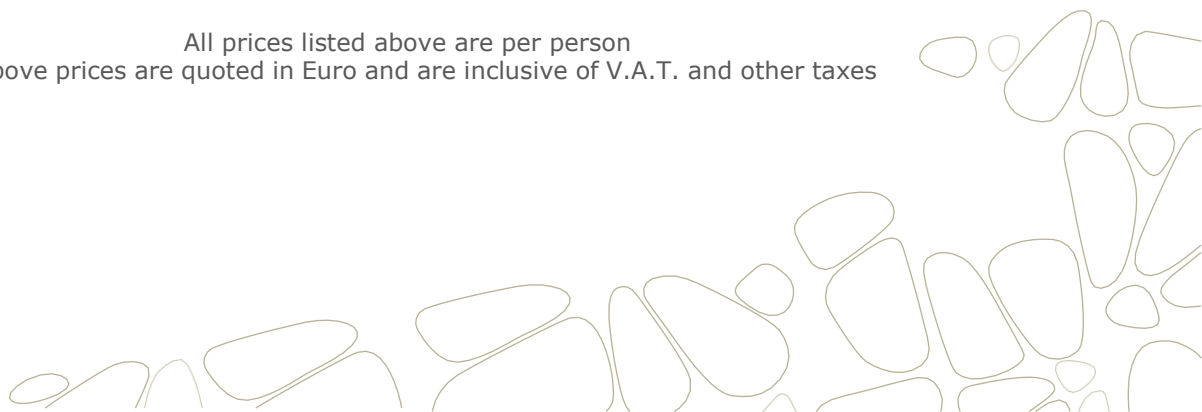 All prices listed above are per person
bove prices are quoted in Euro and are inclusive of V.A.T. and other taxes